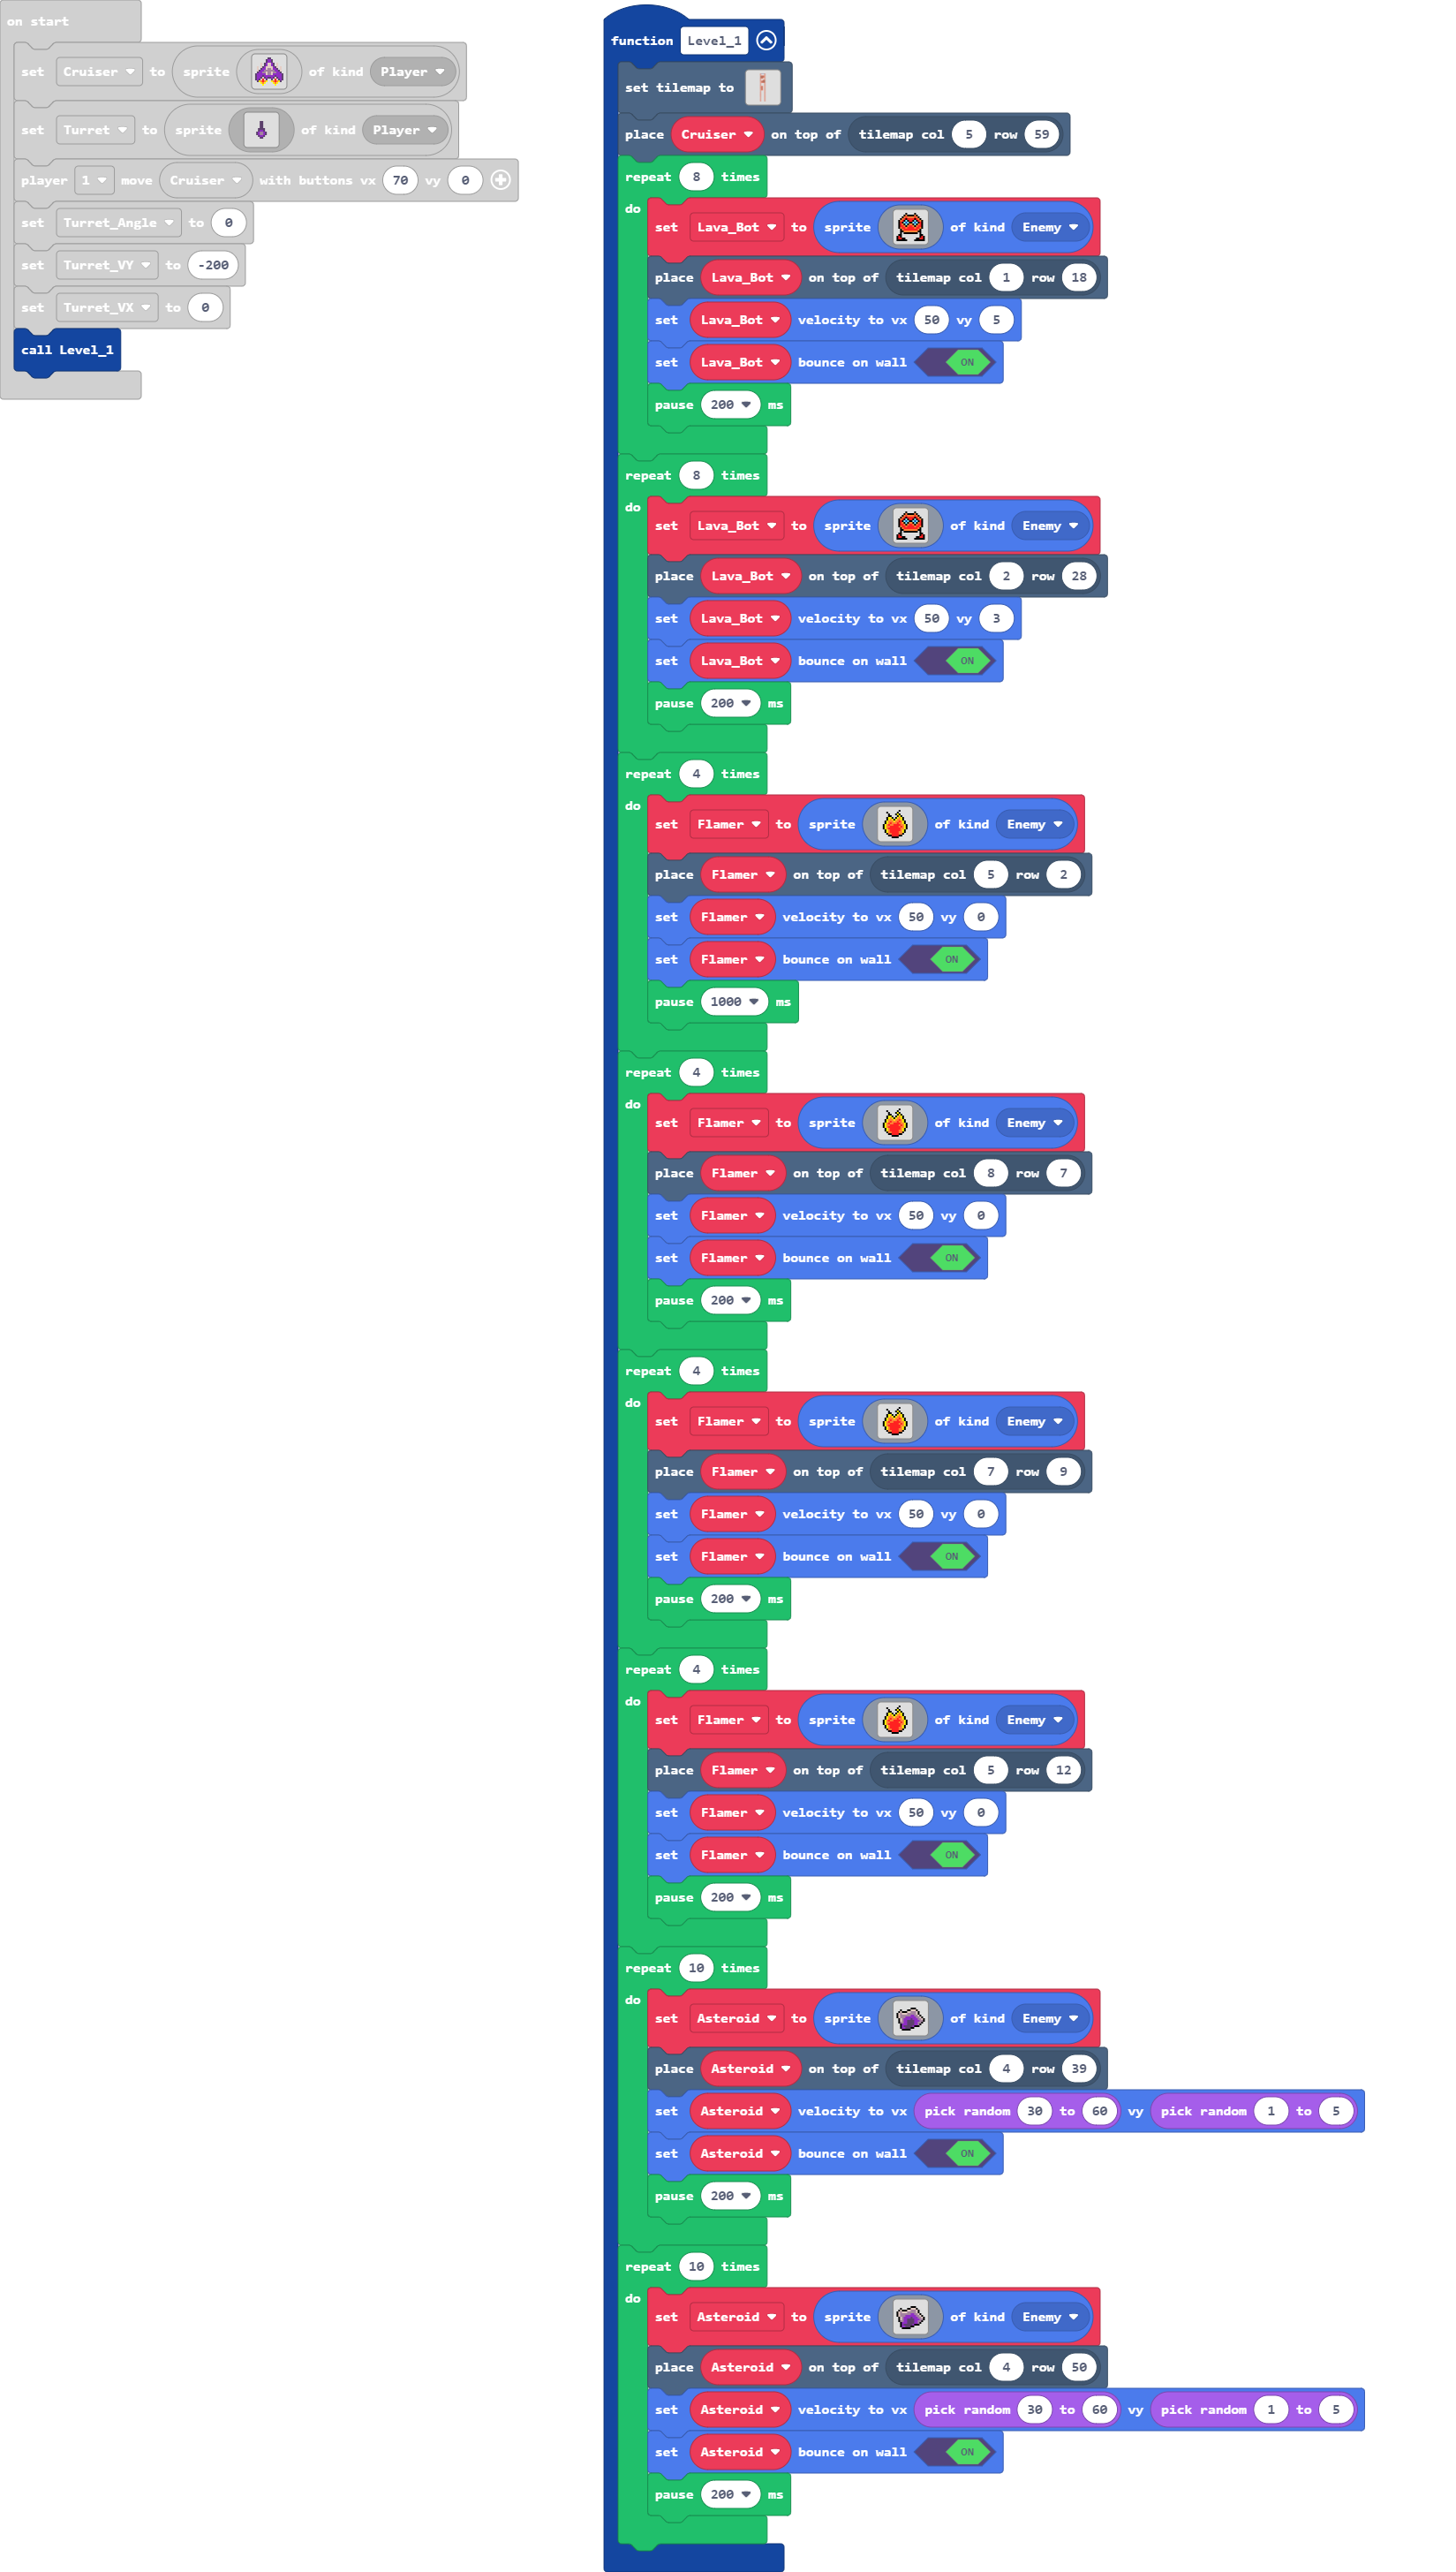 on start
set Cruiser to sprite of kind Player
set Turret to sprite of kind Player
player 1 move Cruiser with buttons vx 70 vy 0
set Turret_Angle to 0
set Turret_VY to -200
set Turret_VX to 0
call Level_1
function Level_1
set tilemap to
place Cruiser on top of tilemap col 5 row 59
repeat 8 times
do
set Lava_Bot to sprite of kind Enemy
place Lava_Bot on top of tilemap col 1 row 18
set Lava_Bot velocity to vx 50 vy 5
set Lava_Bot bounce on wall ON
pause 200 ms
repeat 8 times
do
set Lava_Bot to sprite of kind Enemy
place Lava_Bot on top of tilemap col 2 row 28
set Lava_Bot velocity to vx 50 vy 3
set Lava_Bot bounce on wall ON
pause 200 ms
repeat 4 times
do
set Flamer to sprite of kind Enemy
place Flamer on top of tilemap col 5 row 2
set Flamer velocity to vx 50 vy 0
set Flamer bounce on wall ON
pause 1000 ms
repeat 4 times
do
set Flamer to sprite of kind Enemy
place Flamer on top of tilemap col 8 row 7
set Flamer velocity to vx 50 vy 0
set Flamer bounce on wall ON
pause 200 ms
repeat 4 times
do
set Flamer to sprite of kind Enemy
place Flamer on top of tilemap col 7 row 9
set Flamer velocity to vx 50 vy 0
set Flamer bounce on wall ON
pause 200 ms
repeat 4 times
do
set Flamer to sprite of kind Enemy
place Flamer on top of tilemap col 5 row 12
set Flamer velocity to vx 50 vy 0
set Flamer bounce on wall ON
pause 200 ms
repeat 10 times
do
set Asteroid to sprite of kind Enemy
place Asteroid on top of tilemap col 4 row 39
set Asteroid velocity to vx pick random 30 to 60 vy pick random 1 to 5
set Asteroid bounce on wall ON
pause 200 ms
repeat 10 times
do
set Asteroid to sprite of kind Enemy
place Asteroid on top of tilemap col 4 row 50
set Asteroid velocity to vx pick random 30 to 60 vy pick random 1 to 5
set Asteroid bounce on wall ON
pause 200 ms